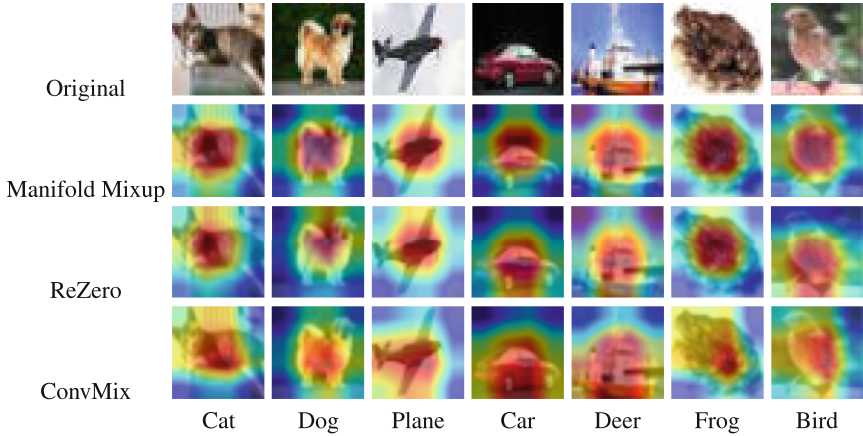 Original
Manifold Mixup
ReZero
ConvMix
Cat Dog Plane Car Deer Frog Bird